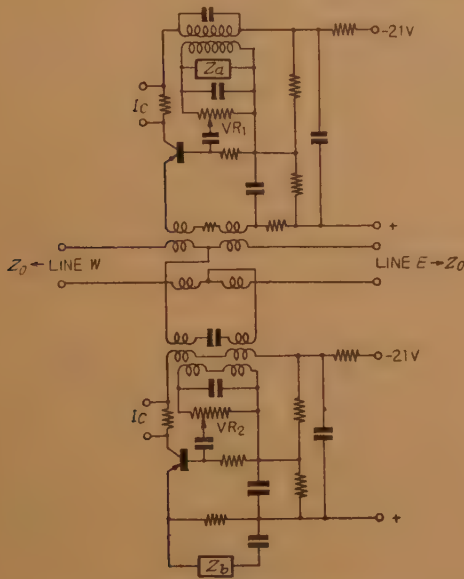 -21V
Za
IC
VR1
+
Z0 ← LINE W
LINE E → Z0
-21V
IC
VR2
+
Zb